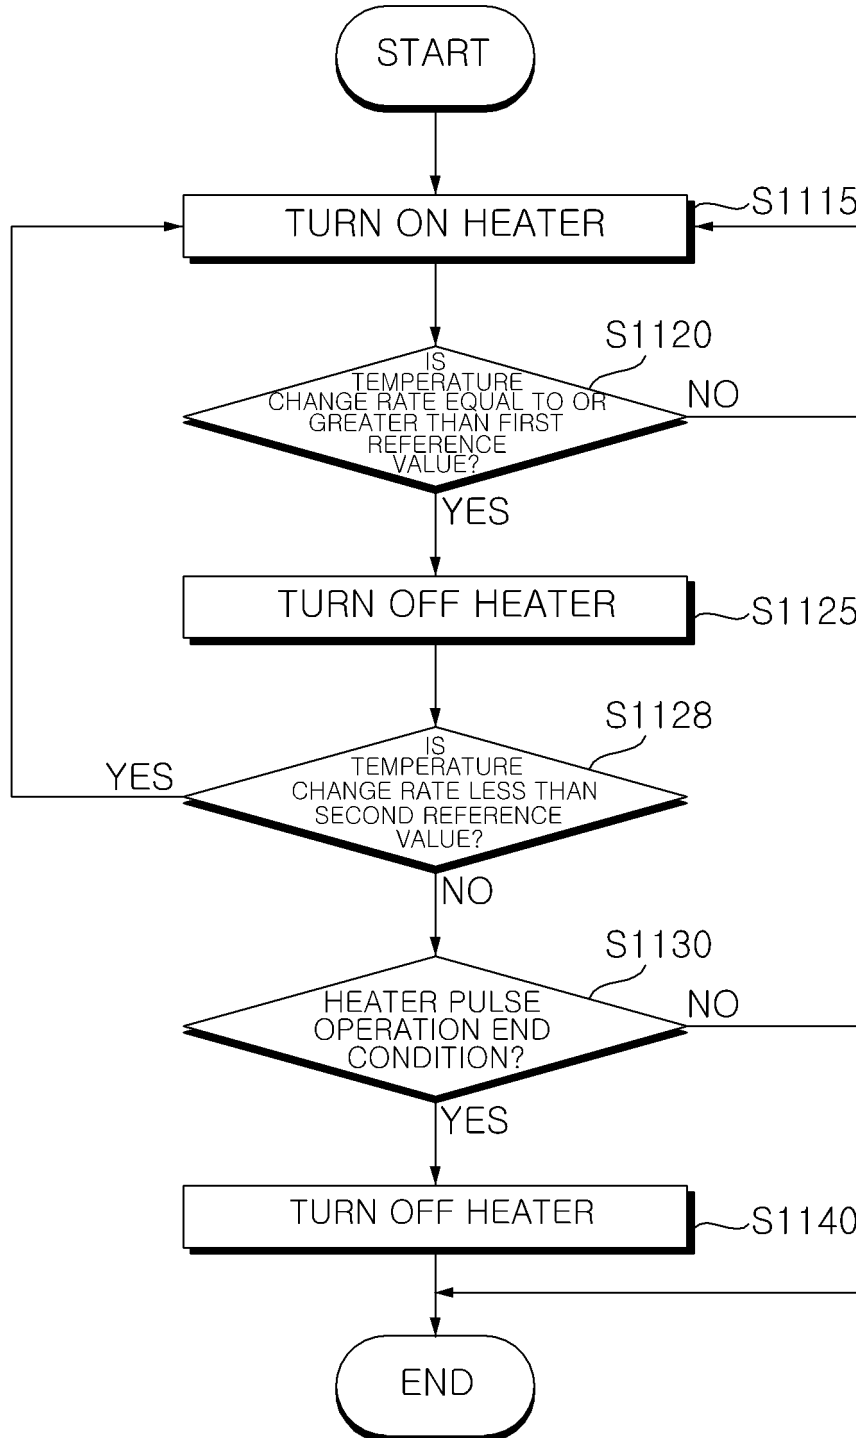 START
TURN ON HEATER
S1115
S1120
IS
TEMPERATURE
CHANGE RATE EQUAL TO OR
GREATER THAN FIRST
REFERENCE
VALUE?
NO
YES
TURN OFF HEATER
S1125
S1128
IS
TEMPERATURE
CHANGE RATE LESS THAN
SECOND REFERENCE
VALUE?
YES
NO
S1130
HEATER PULSE
OPERATION END
CONDITION?
NO
YES
TURN OFF HEATER
S1140
END